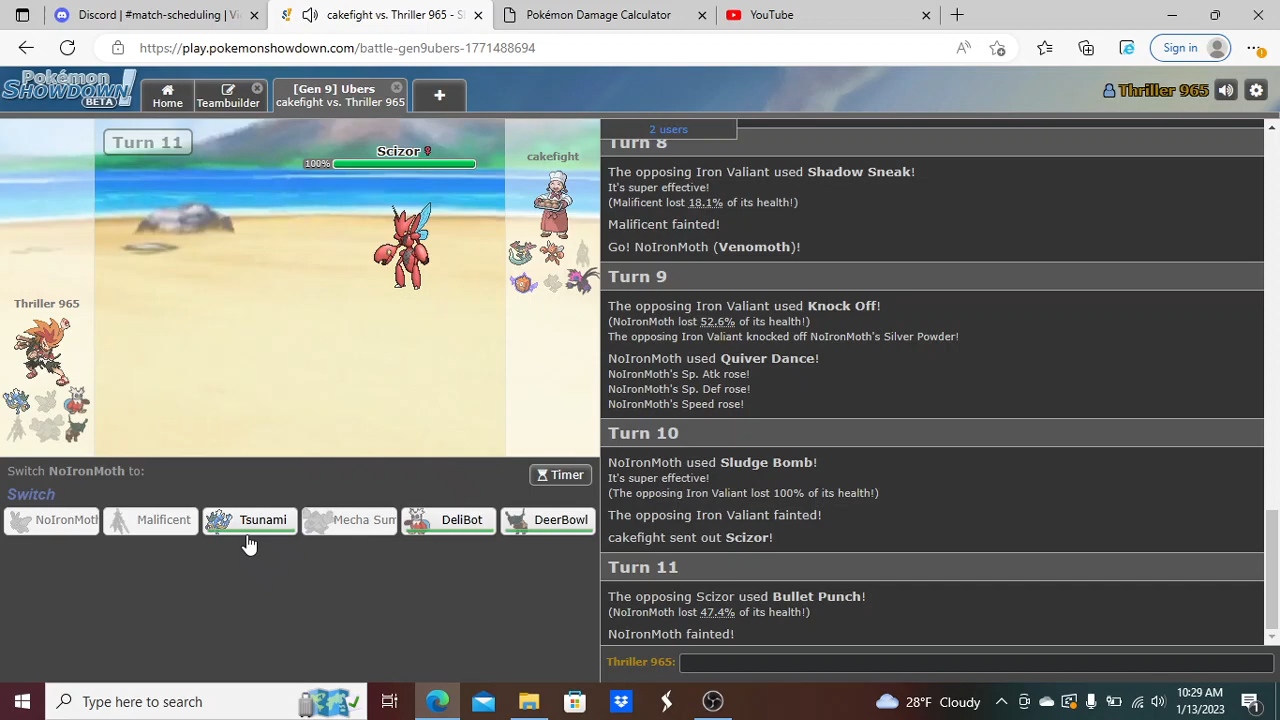 Discord | #match-scheduling | Vi
cakefight vs. Thriller 965 - Sh
Pokémon Damage Calculator
YouTube
https://play.pokemonshowdown.com/battle-gen9ubers-1771488694
Sign in
Pokémon
Showdown!
BETA
Home
Teambuilder
[Gen 9] Ubers
cakefight vs. Thriller 965
Thriller 965
Turn 11
Scizor
100%
cakefight
Thriller 965
2 users
Turn 8
The opposing Iron Valiant used Shadow Sneak!
It's super effective!
(Malificent lost 18.1% of its health!)
Malificent fainted!
Go! NoIronMoth (Venomoth)!
Turn 9
The opposing Iron Valiant used Knock Off!
(NoIronMoth lost 52.6% of its health!)
The opposing Iron Valiant knocked off NoIronMoth's Silver Powder!
NoIronMoth used Quiver Dance!
NoIronMoth's Sp. Atk rose!
NoIronMoth's Sp. Def rose!
NoIronMoth's Speed rose!
Turn 10
NoIronMoth used Sludge Bomb!
It's super effective!
(The opposing Iron Valiant lost 100% of its health!)
The opposing Iron Valiant fainted!
cakefight sent out Scizor!
Turn 11
The opposing Scizor used Bullet Punch!
(NoIronMoth lost 47.4% of its health!)
NoIronMoth fainted!
Thriller 965:
Switch NoIronMoth to:
Timer
Switch
NoIronMoth
Malificent
Tsunami
Mecha Sum
DeliBot
DeerBowl
Type here to search
28°F Cloudy
10:29 AM
1/13/2023
1